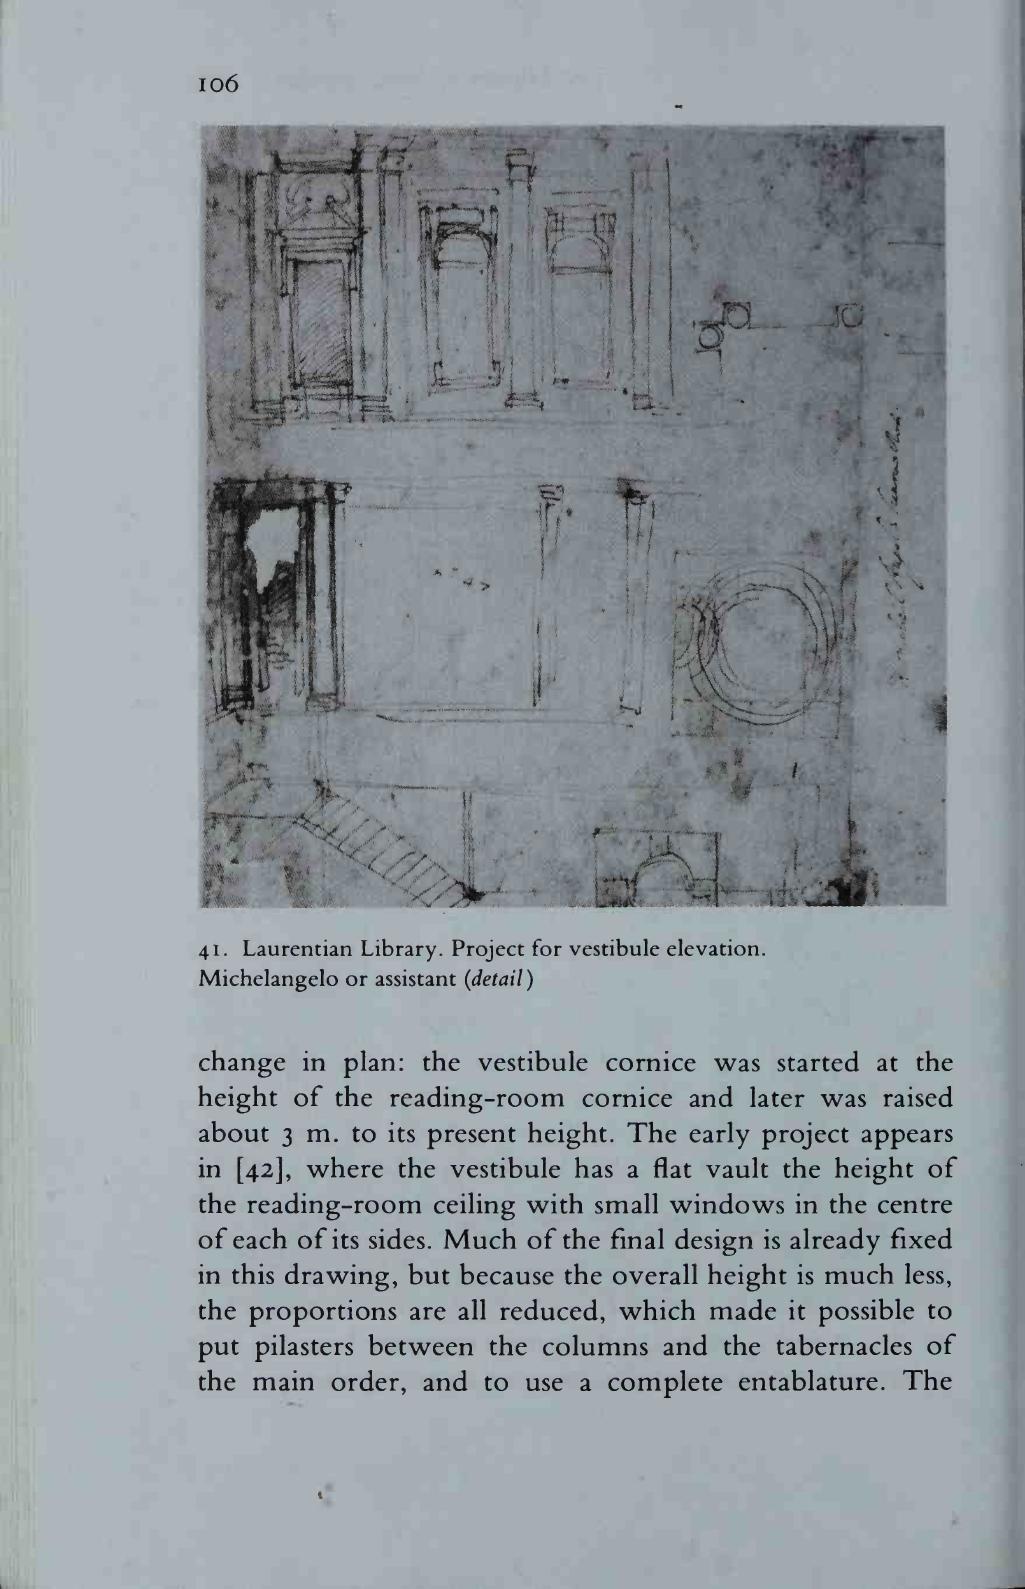 106
41. Laurentian Library. Project for vestibule elevation.
Michelangelo or assistant (detail)
change in plan: the vestibule cornice was started at the
height of the reading-room cornice and later was raised
about 3 m. to its present height. The early project appears
in [42], where the vestibule has a flat vault the height of
the reading-room ceiling with small windows in the centre
of each of its sides. Much of the final design is already fixed
in this drawing, but because the overall height is much less,
the proportions are all reduced, which made it possible to
put pilasters between the columns and the tabernacles of
the main order, and to use a complete entablature. The